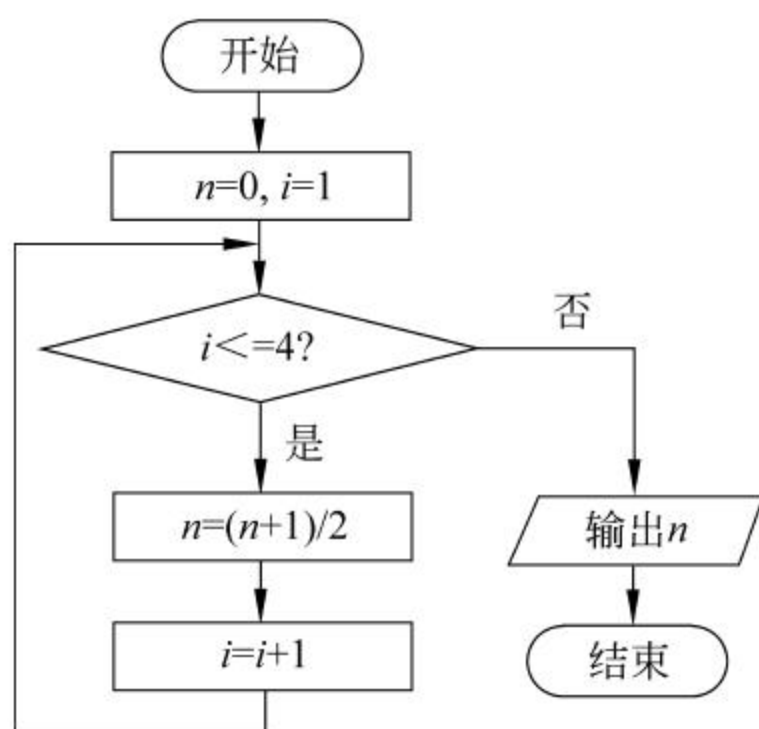 开始
n=0, i=1
i<=4?
否
是
n=(n+1)/2
输出n
i=i+1
结束